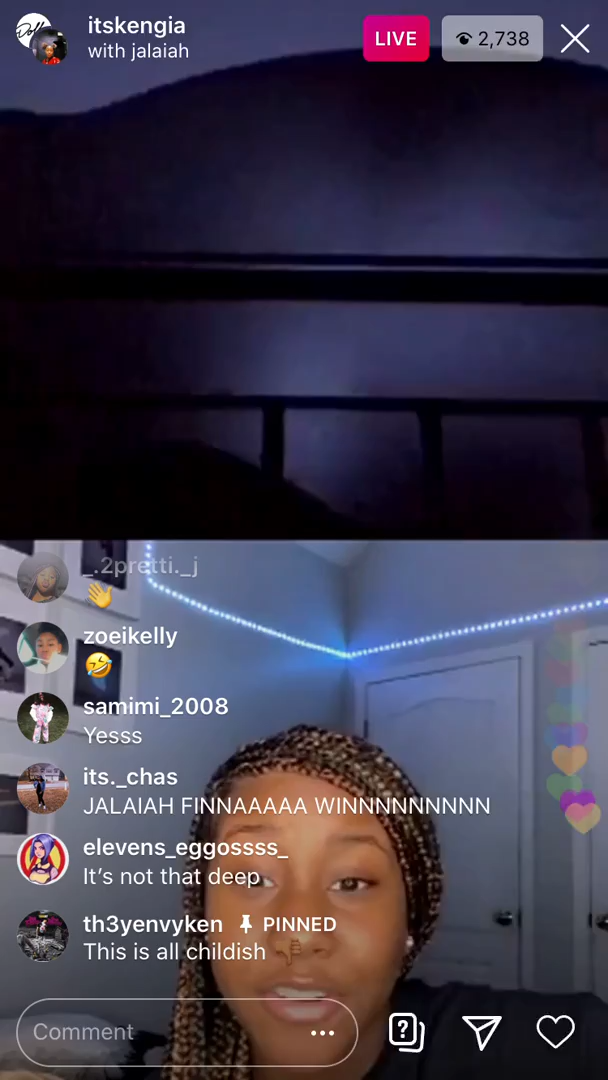 itskengia
with jalaiah
LIVE
2,738
_.2pretti._j
👋
zoeikelly
🤣
samimi_2008
Yesss
its._chas
JALAIAH FINNAAAAA WINNNNNNNNN
elevens_eggossss_
It’s not that deep
th3yenvyken PINNED
This is all childish 👎🏾
Comment